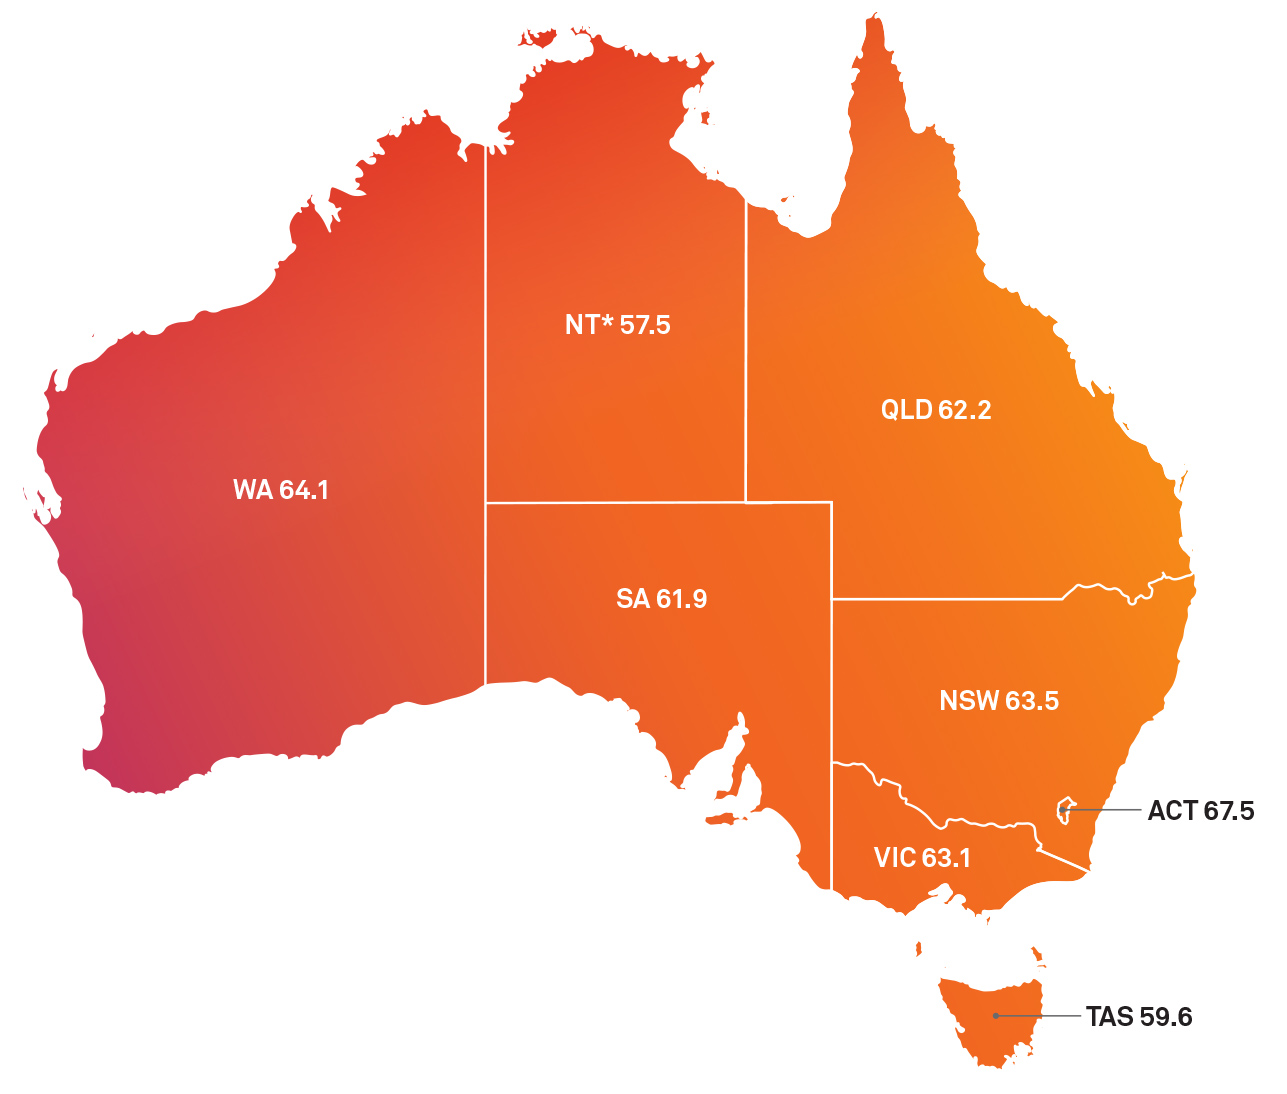 NT* 57.5
QLD 62.2
WA 64.1
SA 61.9
NSW 63.5
ACT 67.5
VIC 63.1
TAS 59.6